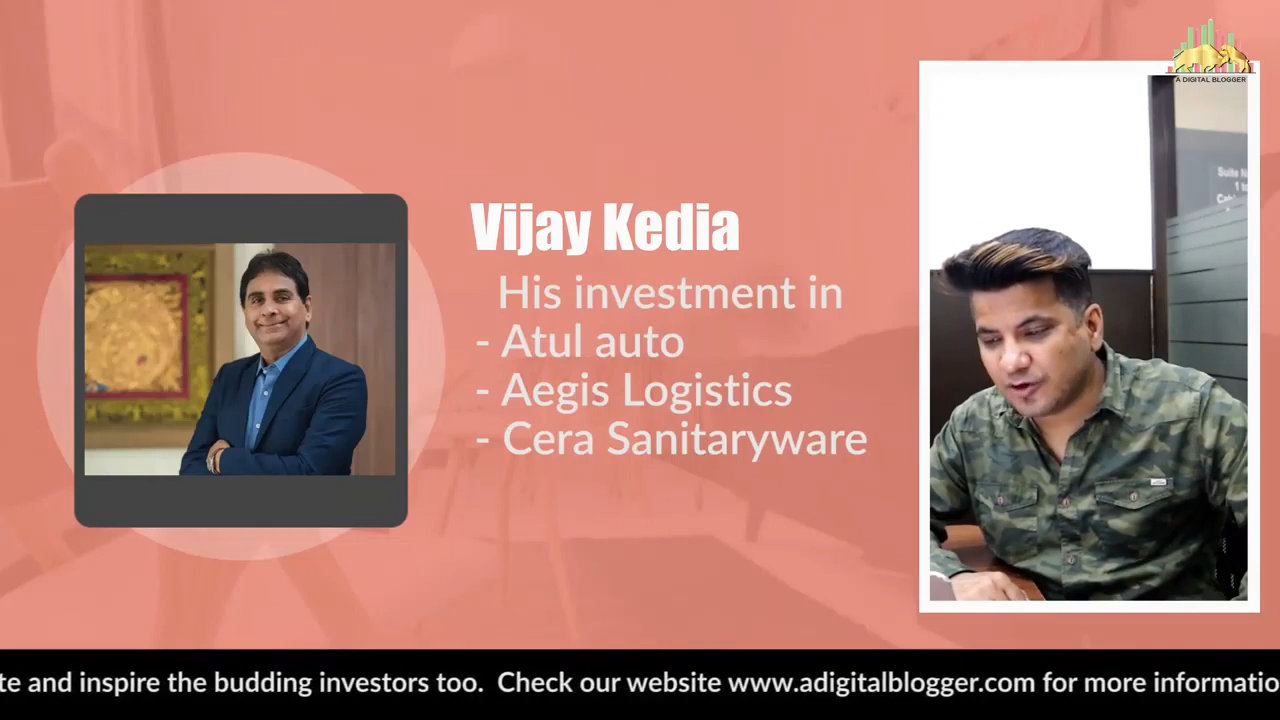 A DIGITAL BLOGGER
Vijay Kedia
His investment in
- Atul auto
- Aegis Logistics
- Cera Sanitaryware
te and inspire the budding investors too. Check our website www.adigitalblogger.com for more informatio